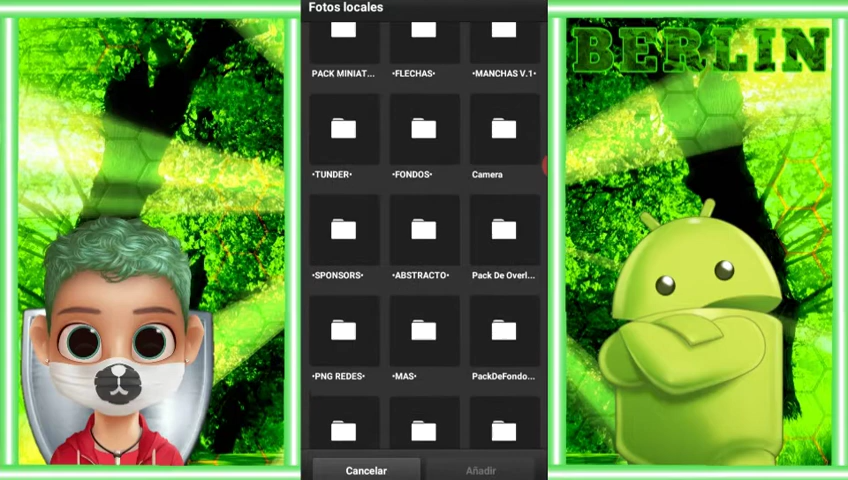 Fotos locales
BERLIN
PACK MINIAT... •FLECHAS• •MANCHAS V.1•
•TUNDER• •FONDOS• Camera
•SPONSORS• •ABSTRACTO• Pack De Overl...
•PNG REDES• •MAS• PackDeFondo...
Cancelar Añadir